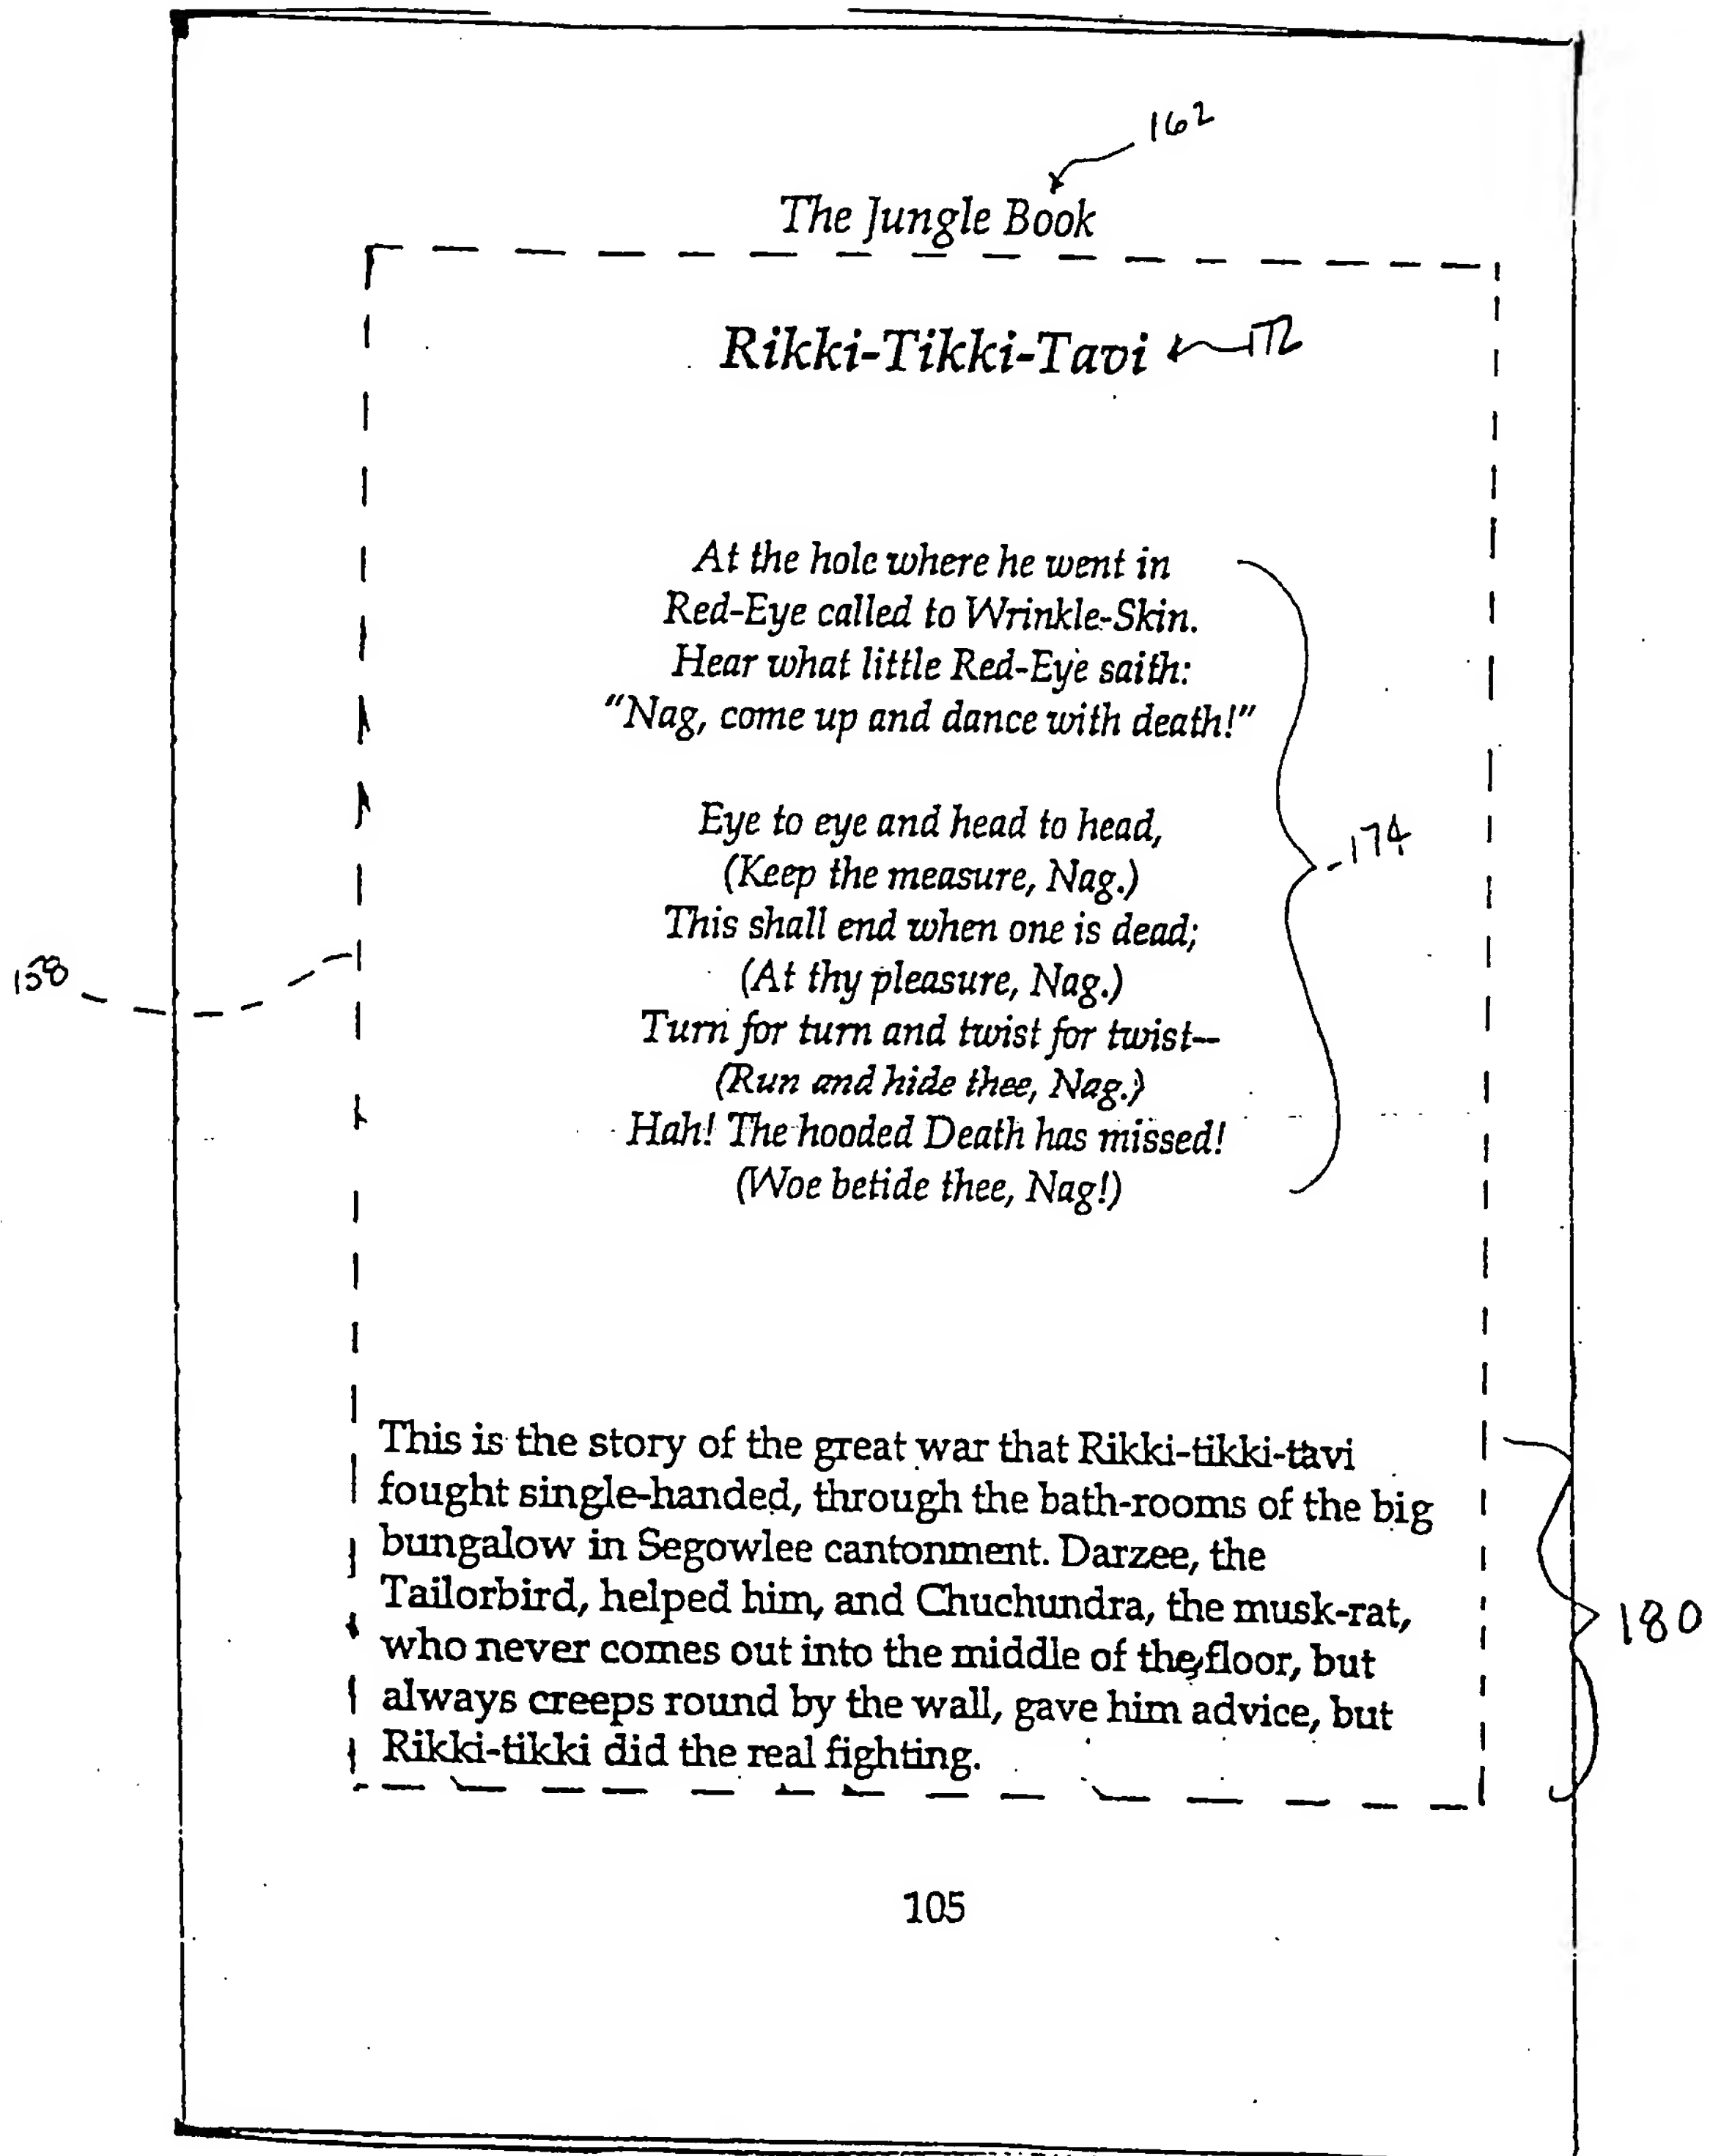 162
The Jungle Book
Rikki-Tikki-Tavi 172
At the hole where he went in
Red-Eye called to Wrinkle-Skin.
Hear what little Red-Eye saith:
"Nag, come up and dance with death!"
Eye to eye and head to head,
(Keep the measure, Nag.)
174
This shall end when one is dead;
158
(At thy pleasure, Nag.)
Turn for turn and twist for twist--
(Run and hide thee, Nag.)
Hah! The hooded Death has missed!
(Woe betide thee, Nag!)
This is the story of the great war that Rikki-tikki-tavi
fought single-handed, through the bath-rooms of the big
bungalow in Segowlee cantonment. Darzee, the
Tailorbird, helped him, and Chuchundra, the musk-rat,
180
who never comes out into the middle of the floor, but
always creeps round by the wall, gave him advice, but
Rikki-tikki did the real fighting.
105